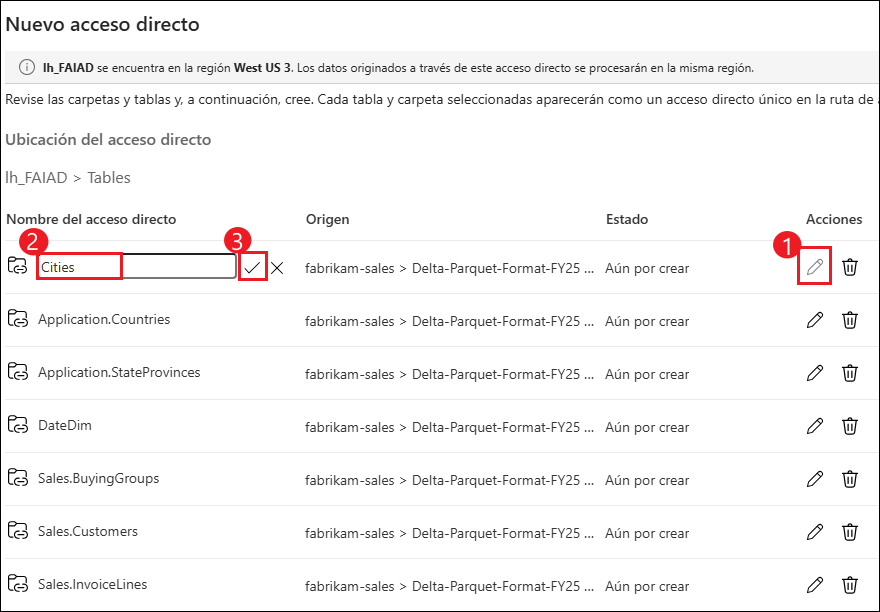 Nuevo acceso directo
lh_FAIAD se encuentra en la región West US 3. Los datos originados a través de este acceso directo se procesarán en la misma región.
Revise las carpetas y tablas y, a continuación, cree. Cada tabla y carpeta seleccionadas aparecerán como un acceso directo único en la ruta de
Ubicación del acceso directo
lh_FAIAD > Tables
Nombre del acceso directo Origen Estado Acciones
2 3 1
Cities fabrikam-sales > Delta-Parquet-Format-FY25 ... Aún por crear
Application.Countries fabrikam-sales > Delta-Parquet-Format-FY25 ... Aún por crear
Application.StateProvinces fabrikam-sales > Delta-Parquet-Format-FY25 ... Aún por crear
DateDim fabrikam-sales > Delta-Parquet-Format-FY25 ... Aún por crear
Sales.BuyingGroups fabrikam-sales > Delta-Parquet-Format-FY25 ... Aún por crear
Sales.Customers fabrikam-sales > Delta-Parquet-Format-FY25 ... Aún por crear
Sales.InvoiceLines fabrikam-sales > Delta-Parquet-Format-FY25 ... Aún por crear